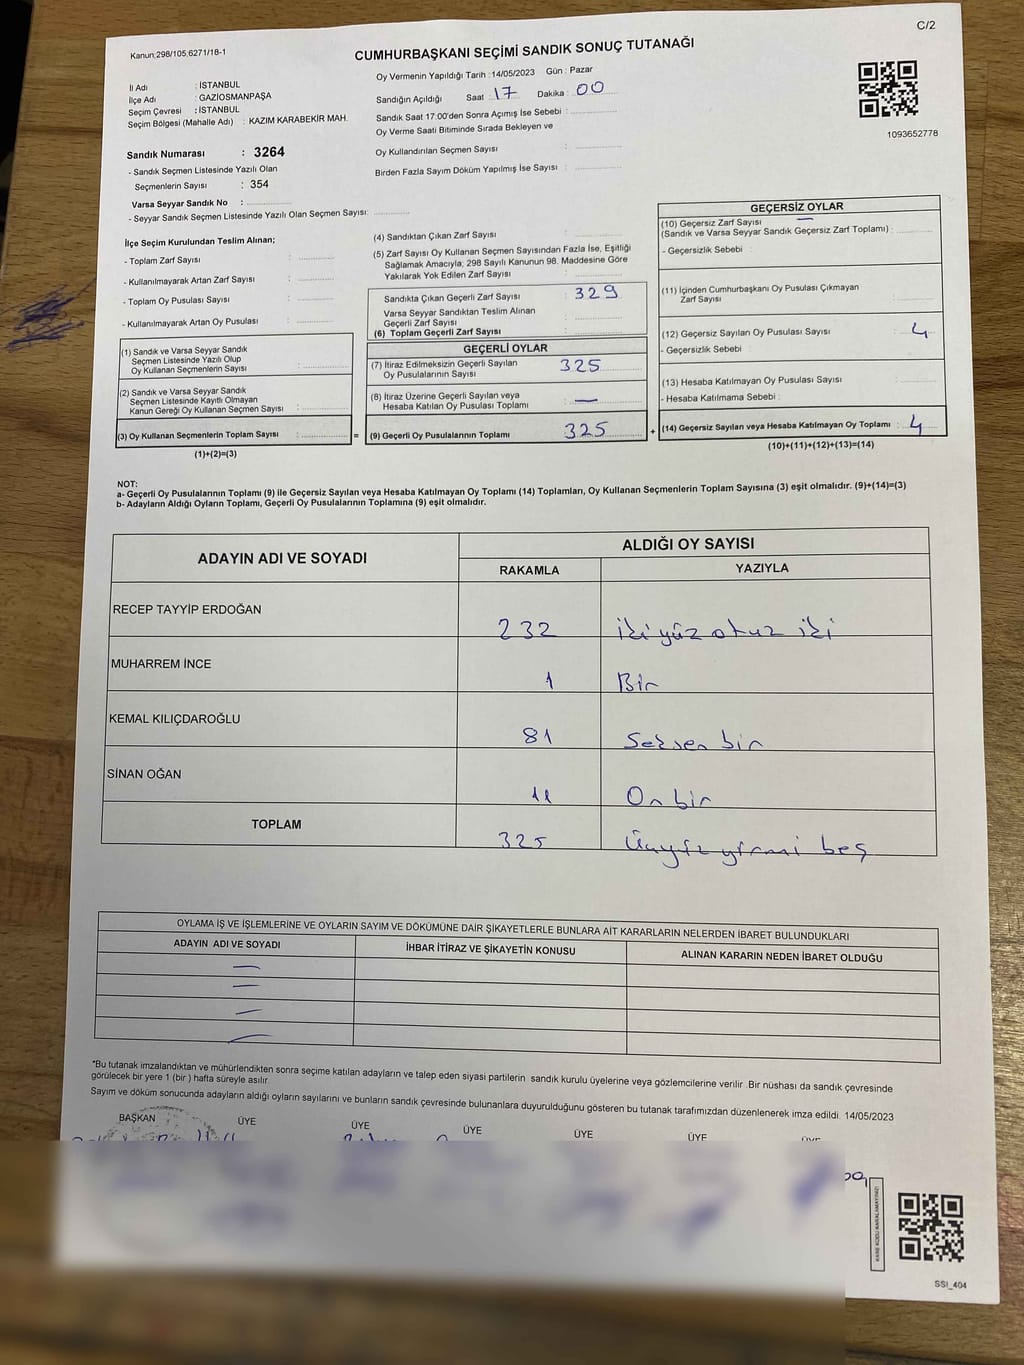 C/2
Kanun:298/105,6271/18-1
CUMHURBAŞKANI SEÇİMİ SANDIK SONUÇ TUTANAĞI
İl Adı : İSTANBUL
İlçe Adı : GAZİOSMANPAŞA
Seçim Çevresi : İSTANBUL
Seçim Bölgesi (Mahalle Adı) : KAZIM KARABEKİR MAH.
Sandık Numarası : 3264
- Sandık Seçmen Listesinde Yazılı Olan
Seçmenlerin Sayısı : 354
Varsa Seyyar Sandık No :
- Seyyar Sandık Seçmen Listesinde Yazılı Olan Seçmen Sayısı:
Oy Vermenin Yapıldığı Tarih : 14/05/2023 Gün : Pazar
Sandığın Açıldığı Saat 17 Dakika : 00
Sandık Saat 17:00'den Sonra Açımış İse Sebebi :
Oy Verme Saati Bitiminde Sırada Bekleyen ve
Oy Kullandırılan Seçmen Sayısı :
Birden Fazla Sayım Döküm Yapılmış İse Sayısı :
1093652778
İlçe Seçim Kurulundan Teslim Alınan;
- Toplam Zarf Sayısı :
- Kullanılmayarak Artan Zarf Sayısı :
- Toplam Oy Pusulası Sayısı :
- Kullanılmayarak Artan Oy Pusulası :
(1) Sandık ve Varsa Seyyar Sandık
Seçmen Listesinde Yazılı Olup
Oy Kullanan Seçmenlerin Sayısı :
(2) Sandık ve Varsa Seyyar Sandık
Seçmen Listesinde Kayıtlı Olmayan
Kanun Gereği Oy Kullanan Seçmen Sayısı :
(3) Oy Kullanan Seçmenlerin Toplam Sayısı : =
(1)+(2)=(3)
(4) Sandıktan Çıkan Zarf Sayısı :
(5) Zarf Sayısı Oy Kullanan Seçmen Sayısından Fazla İse, Eşitliği
Sağlamak Amacıyla; 298 Sayılı Kanunun 98. Maddesine Göre
Yakılarak Yok Edilen Zarf Sayısı :
Sandıkta Çıkan Geçerli Zarf Sayısı : 329
Varsa Seyyar Sandıktan Teslim Alınan
Geçerli Zarf Sayısı :
(6) Toplam Geçerli Zarf Sayısı :
GEÇERLİ OYLAR
(7) İtiraz Edilmeksizin Geçerli Sayılan
Oy Pusulalarının Sayısı : 325
(8) İtiraz Üzerine Geçerli Sayılan veya
Hesaba Katılan Oy Pusulası Toplamı : —
(9) Geçerli Oy Pusulalarının Toplamı : 325 +
GEÇERSİZ OYLAR
(10) Geçersiz Zarf Sayısı —
(Sandık ve Varsa Seyyar Sandık Geçersiz Zarf Toplamı) :
- Geçersizlik Sebebi :
(11) İçinden Cumhurbaşkanı Oy Pusulası Çıkmayan
Zarf Sayısı :
(12) Geçersiz Sayılan Oy Pusulası Sayısı : 4
- Geçersizlik Sebebi :
(13) Hesaba Katılmayan Oy Pusulası Sayısı :
- Hesaba Katılmama Sebebi :
(14) Geçersiz Sayılan veya Hesaba Katılmayan Oy Toplamı : 4
(10)+(11)+(12)+(13)=(14)
NOT:
a- Geçerli Oy Pusulalarının Toplamı (9) ile Geçersiz Sayılan veya Hesaba Katılmayan Oy Toplamı (14) Toplamları, Oy Kullanan Seçmenlerin Toplam Sayısına (3) eşit olmalıdır. (9)+(14)=(3)
b- Adayların Aldığı Oyların Toplamı, Geçerli Oy Pusulalarının Toplamına (9) eşit olmalıdır.
ADAYIN ADI VE SOYADI ALDIĞI OY SAYISI
RAKAMLA YAZIYLA
RECEP TAYYİP ERDOĞAN 232 iki yüz otuz iki
MUHARREM İNCE 1 Bir
KEMAL KILIÇDAROĞLU 81 Seksen bir
SİNAN OĞAN 11 On bir
TOPLAM 325 Üçyüz yirmi beş
OYLAMA İŞ VE İŞLEMLERİNE VE OYLARIN SAYIM VE DÖKÜMÜNE DAİR ŞİKAYETLERLE BUNLARA AİT KARARLARIN NELERDEN İBARET BULUNDUKLARI
ADAYIN ADI VE SOYADI İHBAR İTİRAZ VE ŞİKAYETİN KONUSU ALINAN KARARIN NEDEN İBARET OLDUĞU
*Bu tutanak imzalandıktan ve mühürlendikten sonra seçime katılan adayların ve talep eden siyasi partilerin sandık kurulu üyelerine veya gözlemcilerine verilir .Bir nüshası da sandık çevresinde
görülecek bir yere 1 (bir ) hafta süreyle asılır.
Sayım ve döküm sonucunda adayların aldığı oyların sayılarını ve bunların sandık çevresinde bulunanlara duyurulduğunu gösteren bu tutanak tarafımızdan düzenlenerek imza edildi. 14/05/2023
BAŞKAN ÜYE ÜYE ÜYE ÜYE ÜYE
KARE KODU KARALAMAYINIZ!
SSİ_404